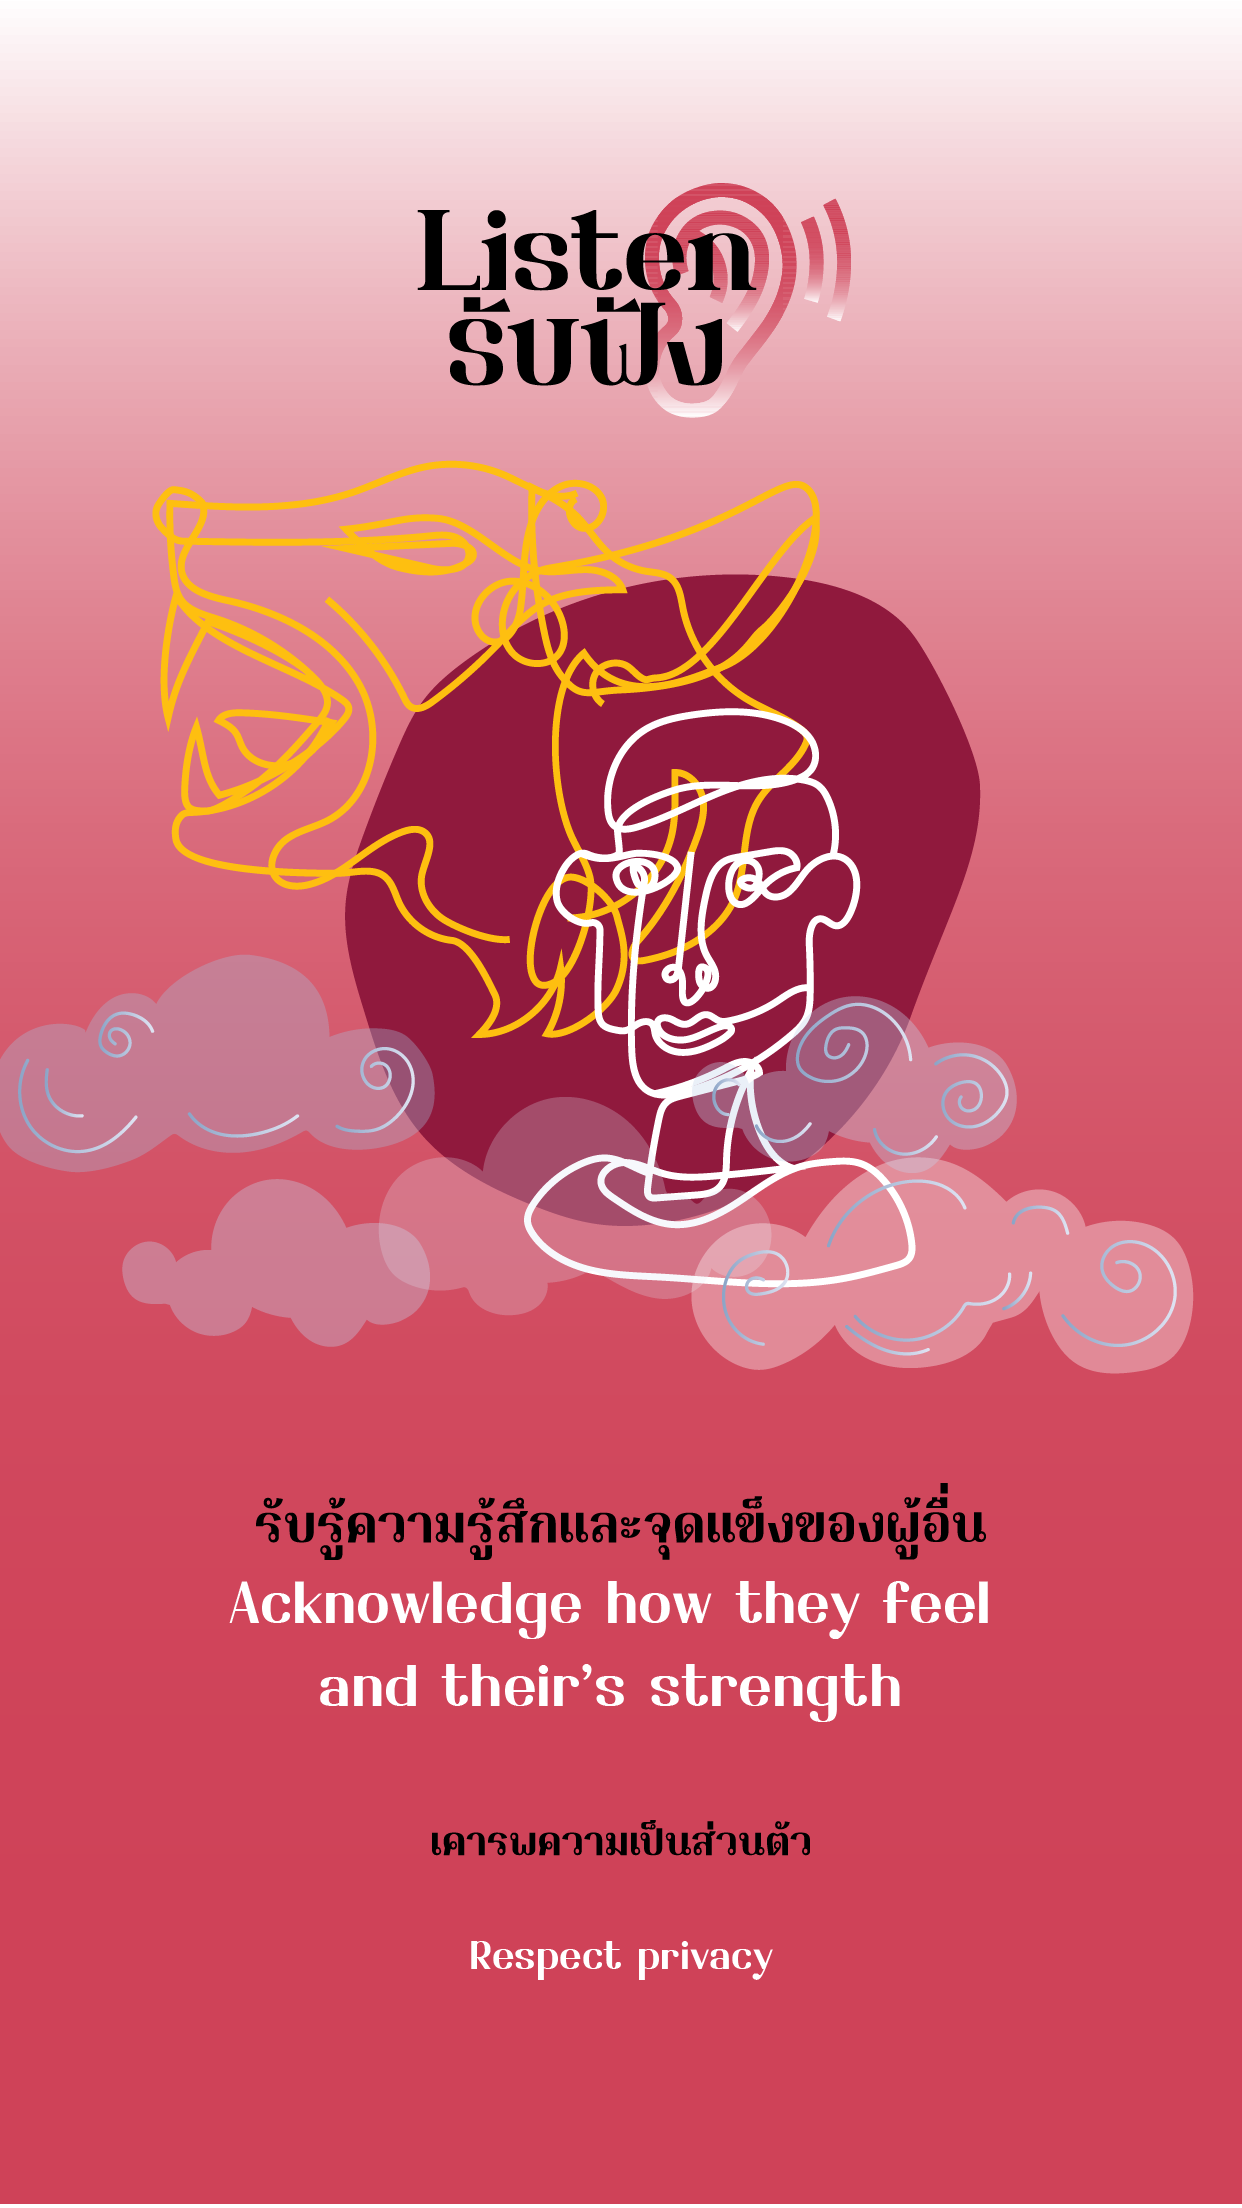 Listen
รับฟัง
รับรู้ความรู้สึกและจุดแข็งของผู้อื่น
Acknowledge how they feel
and their's strength
เคารพความเป็นส่วนตัว
Respect privacy